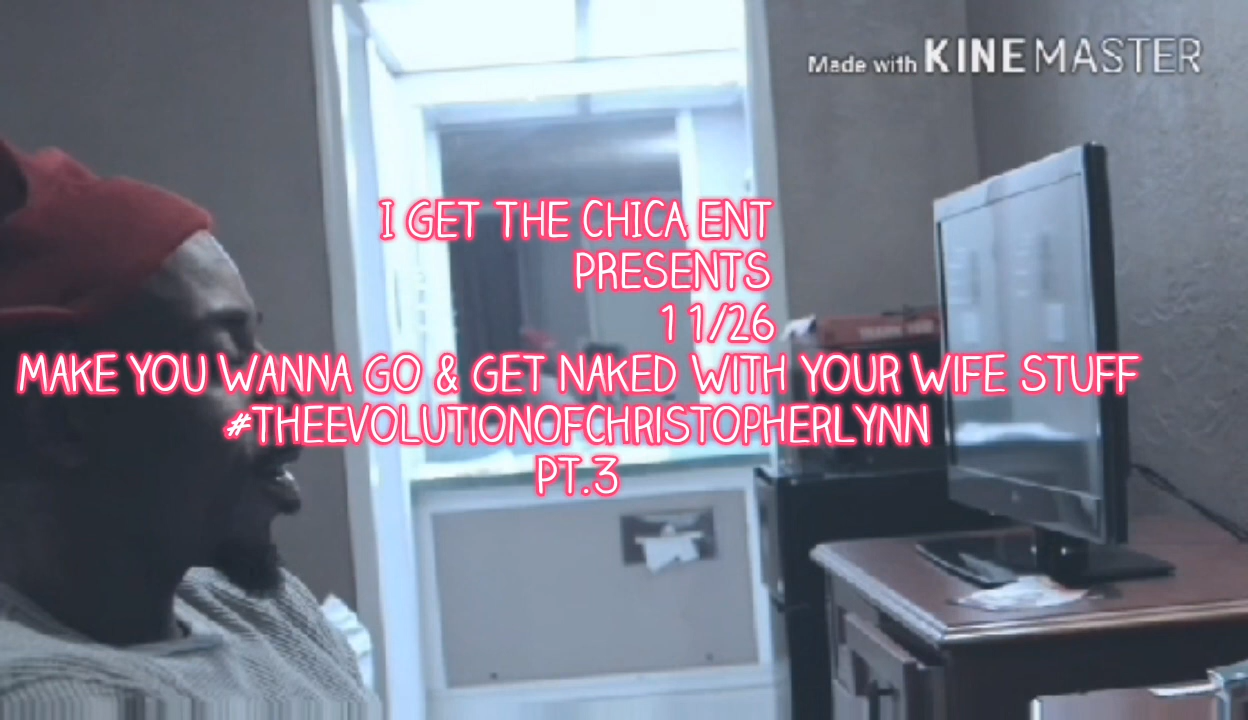 Made with KINEMASTER
I GET THE CHICA ENT
PRESENTS
11/26
MAKE YOU WANNA GO & GET NAKED WITH YOUR WIFE STUFF
#THEEVOLUTIONOFCHRISTOPHERLYNN
PT.3